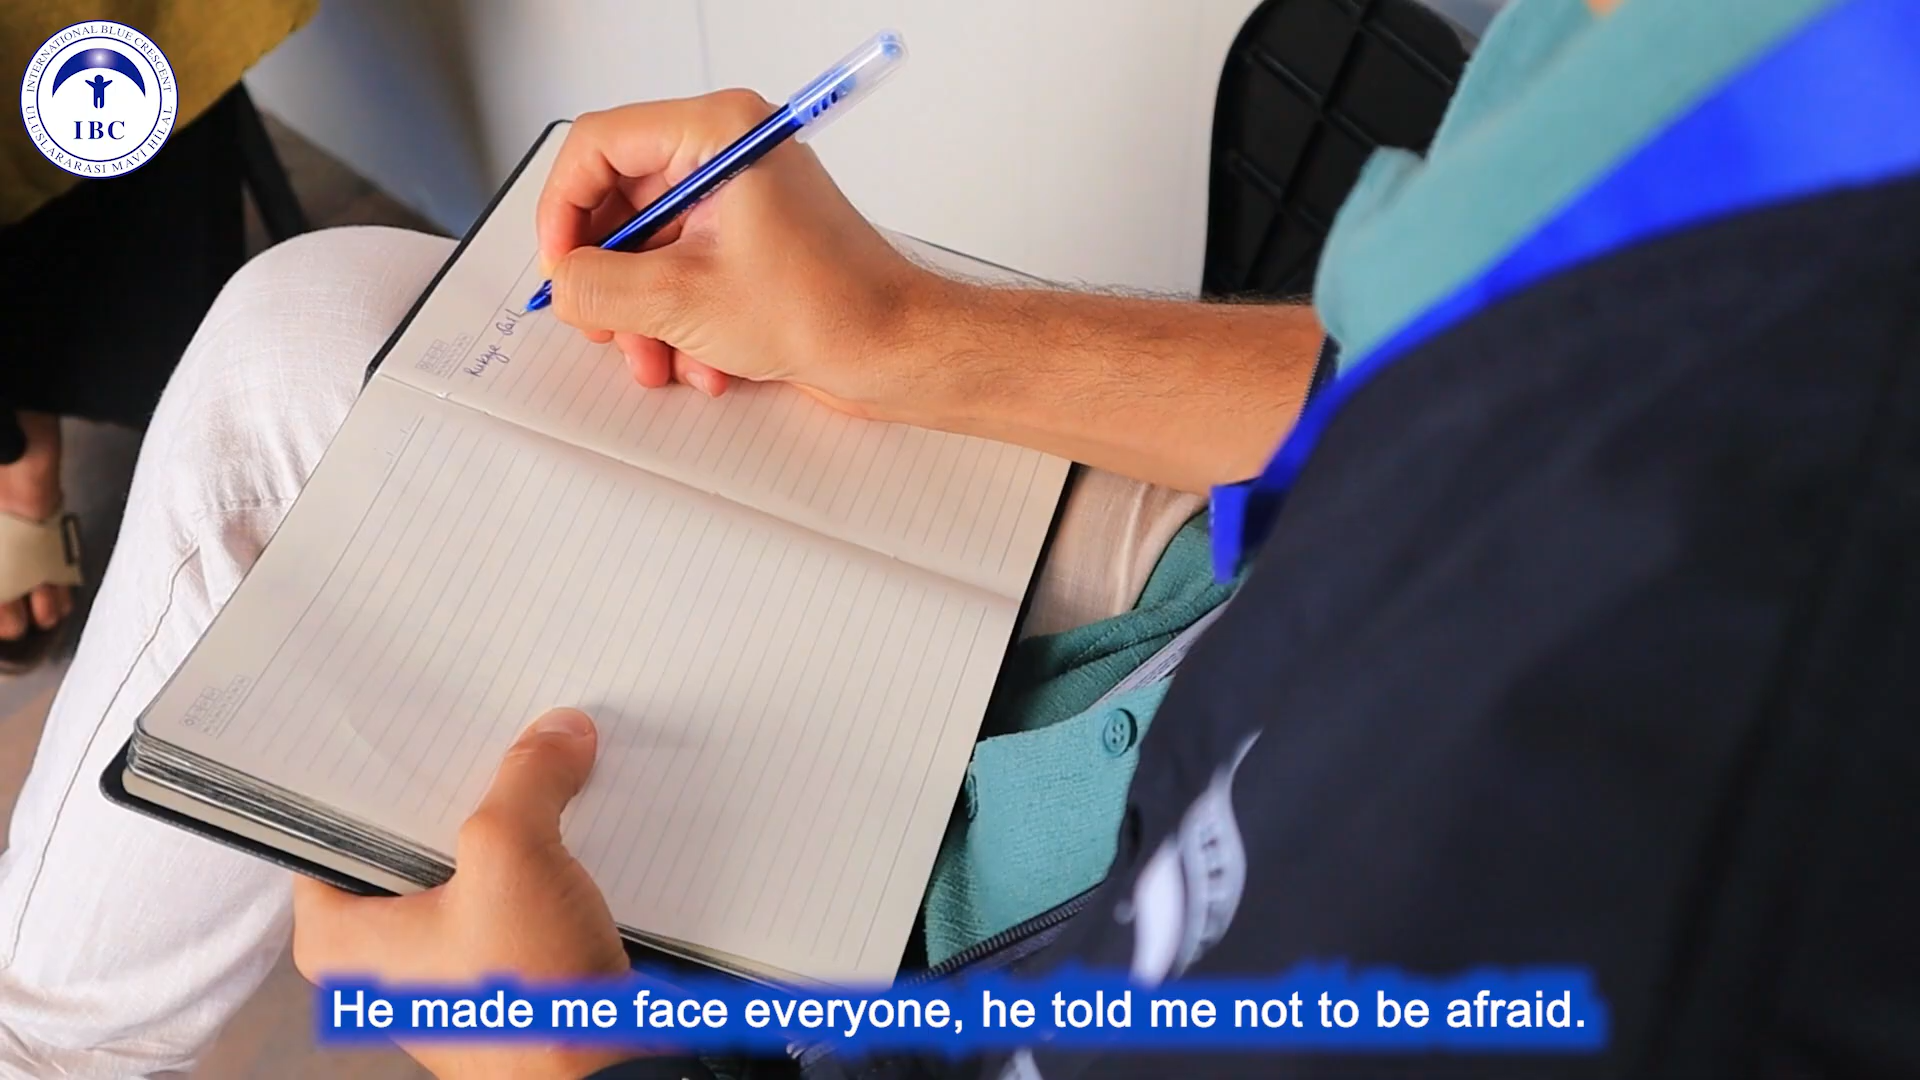 INTERNATIONAL BLUE CRESCENT
IBC
ULUSLARARASI MAVİ HİLAL
He made me face everyone, he told me not to be afraid.